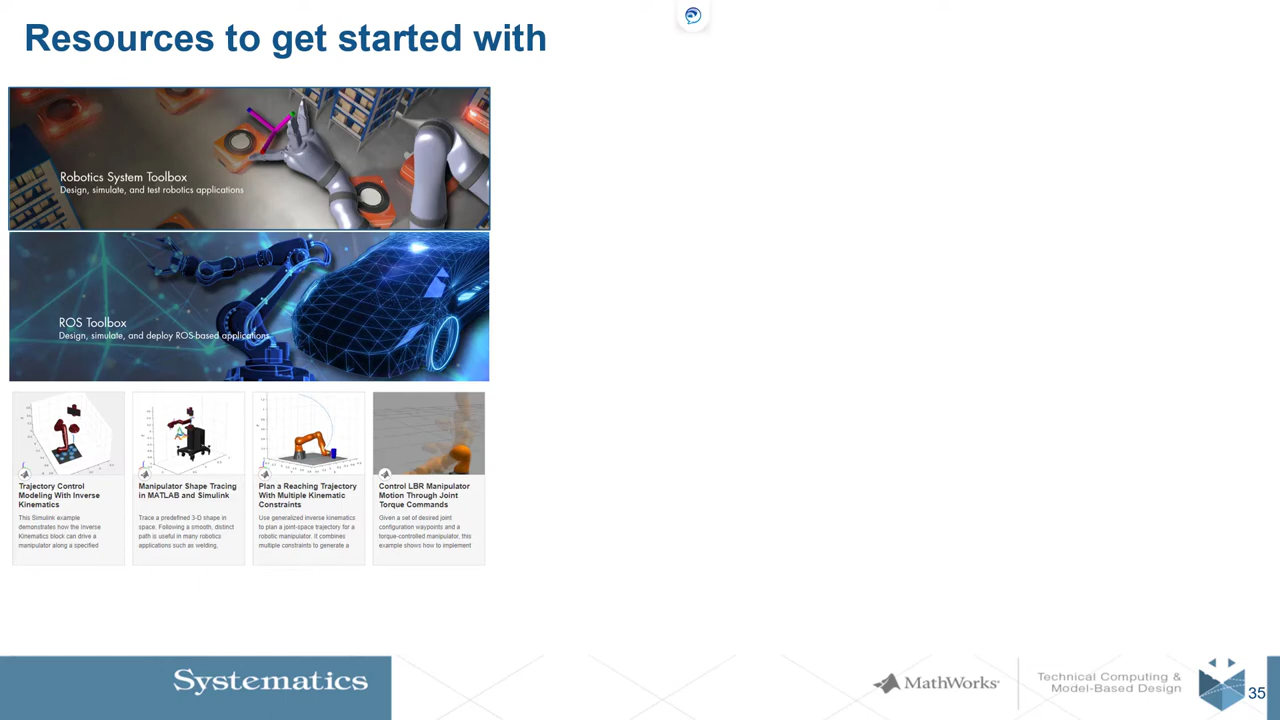 Resources to get started with
Robotics System Toolbox
Design, simulate, and test robotics applications
ROS Toolbox
Design, simulate, and deploy ROS-based applications
Trajectory Control
Modeling With Inverse
Kinematics
This Simulink example
demonstrates how the Inverse
Kinematics block can drive a
manipulator along a specified
Manipulator Shape Tracing
in MATLAB and Simulink
Trace a predefined 3-D shape in
space. Following a smooth, distinct
path is useful in many robotics
applications such as welding,
Plan a Reaching Trajectory
With Multiple Kinematic
Constraints
Use generalized inverse kinematics
to plan a joint-space trajectory for a
robotic manipulator. It combines
multiple constraints to generate a
Control LBR Manipulator
Motion Through Joint
Torque Commands
Given a set of desired joint
configuration waypoints and a
torque-controlled manipulator, this
example shows how to implement
Systematics
MathWorks
Technical Computing &
Model-Based Design
35